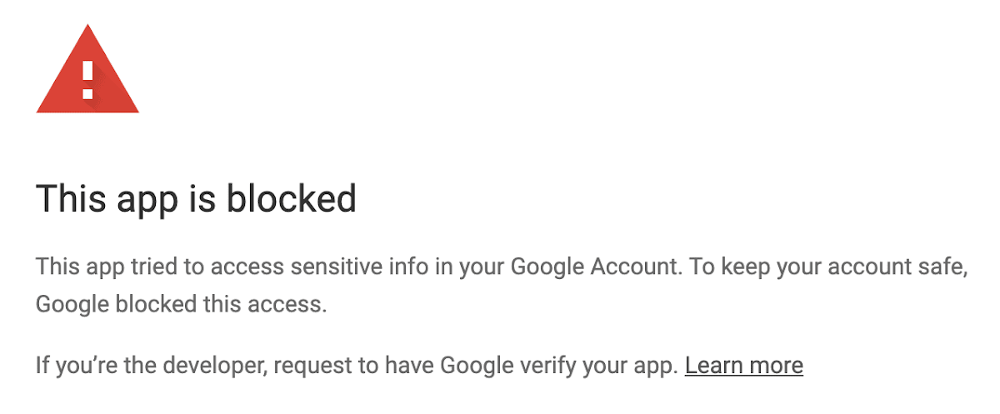 This app is blocked
This app tried to access sensitive info in your Google Account. To keep your account safe,
Google blocked this access.
If you’re the developer, request to have Google verify your app. Learn more